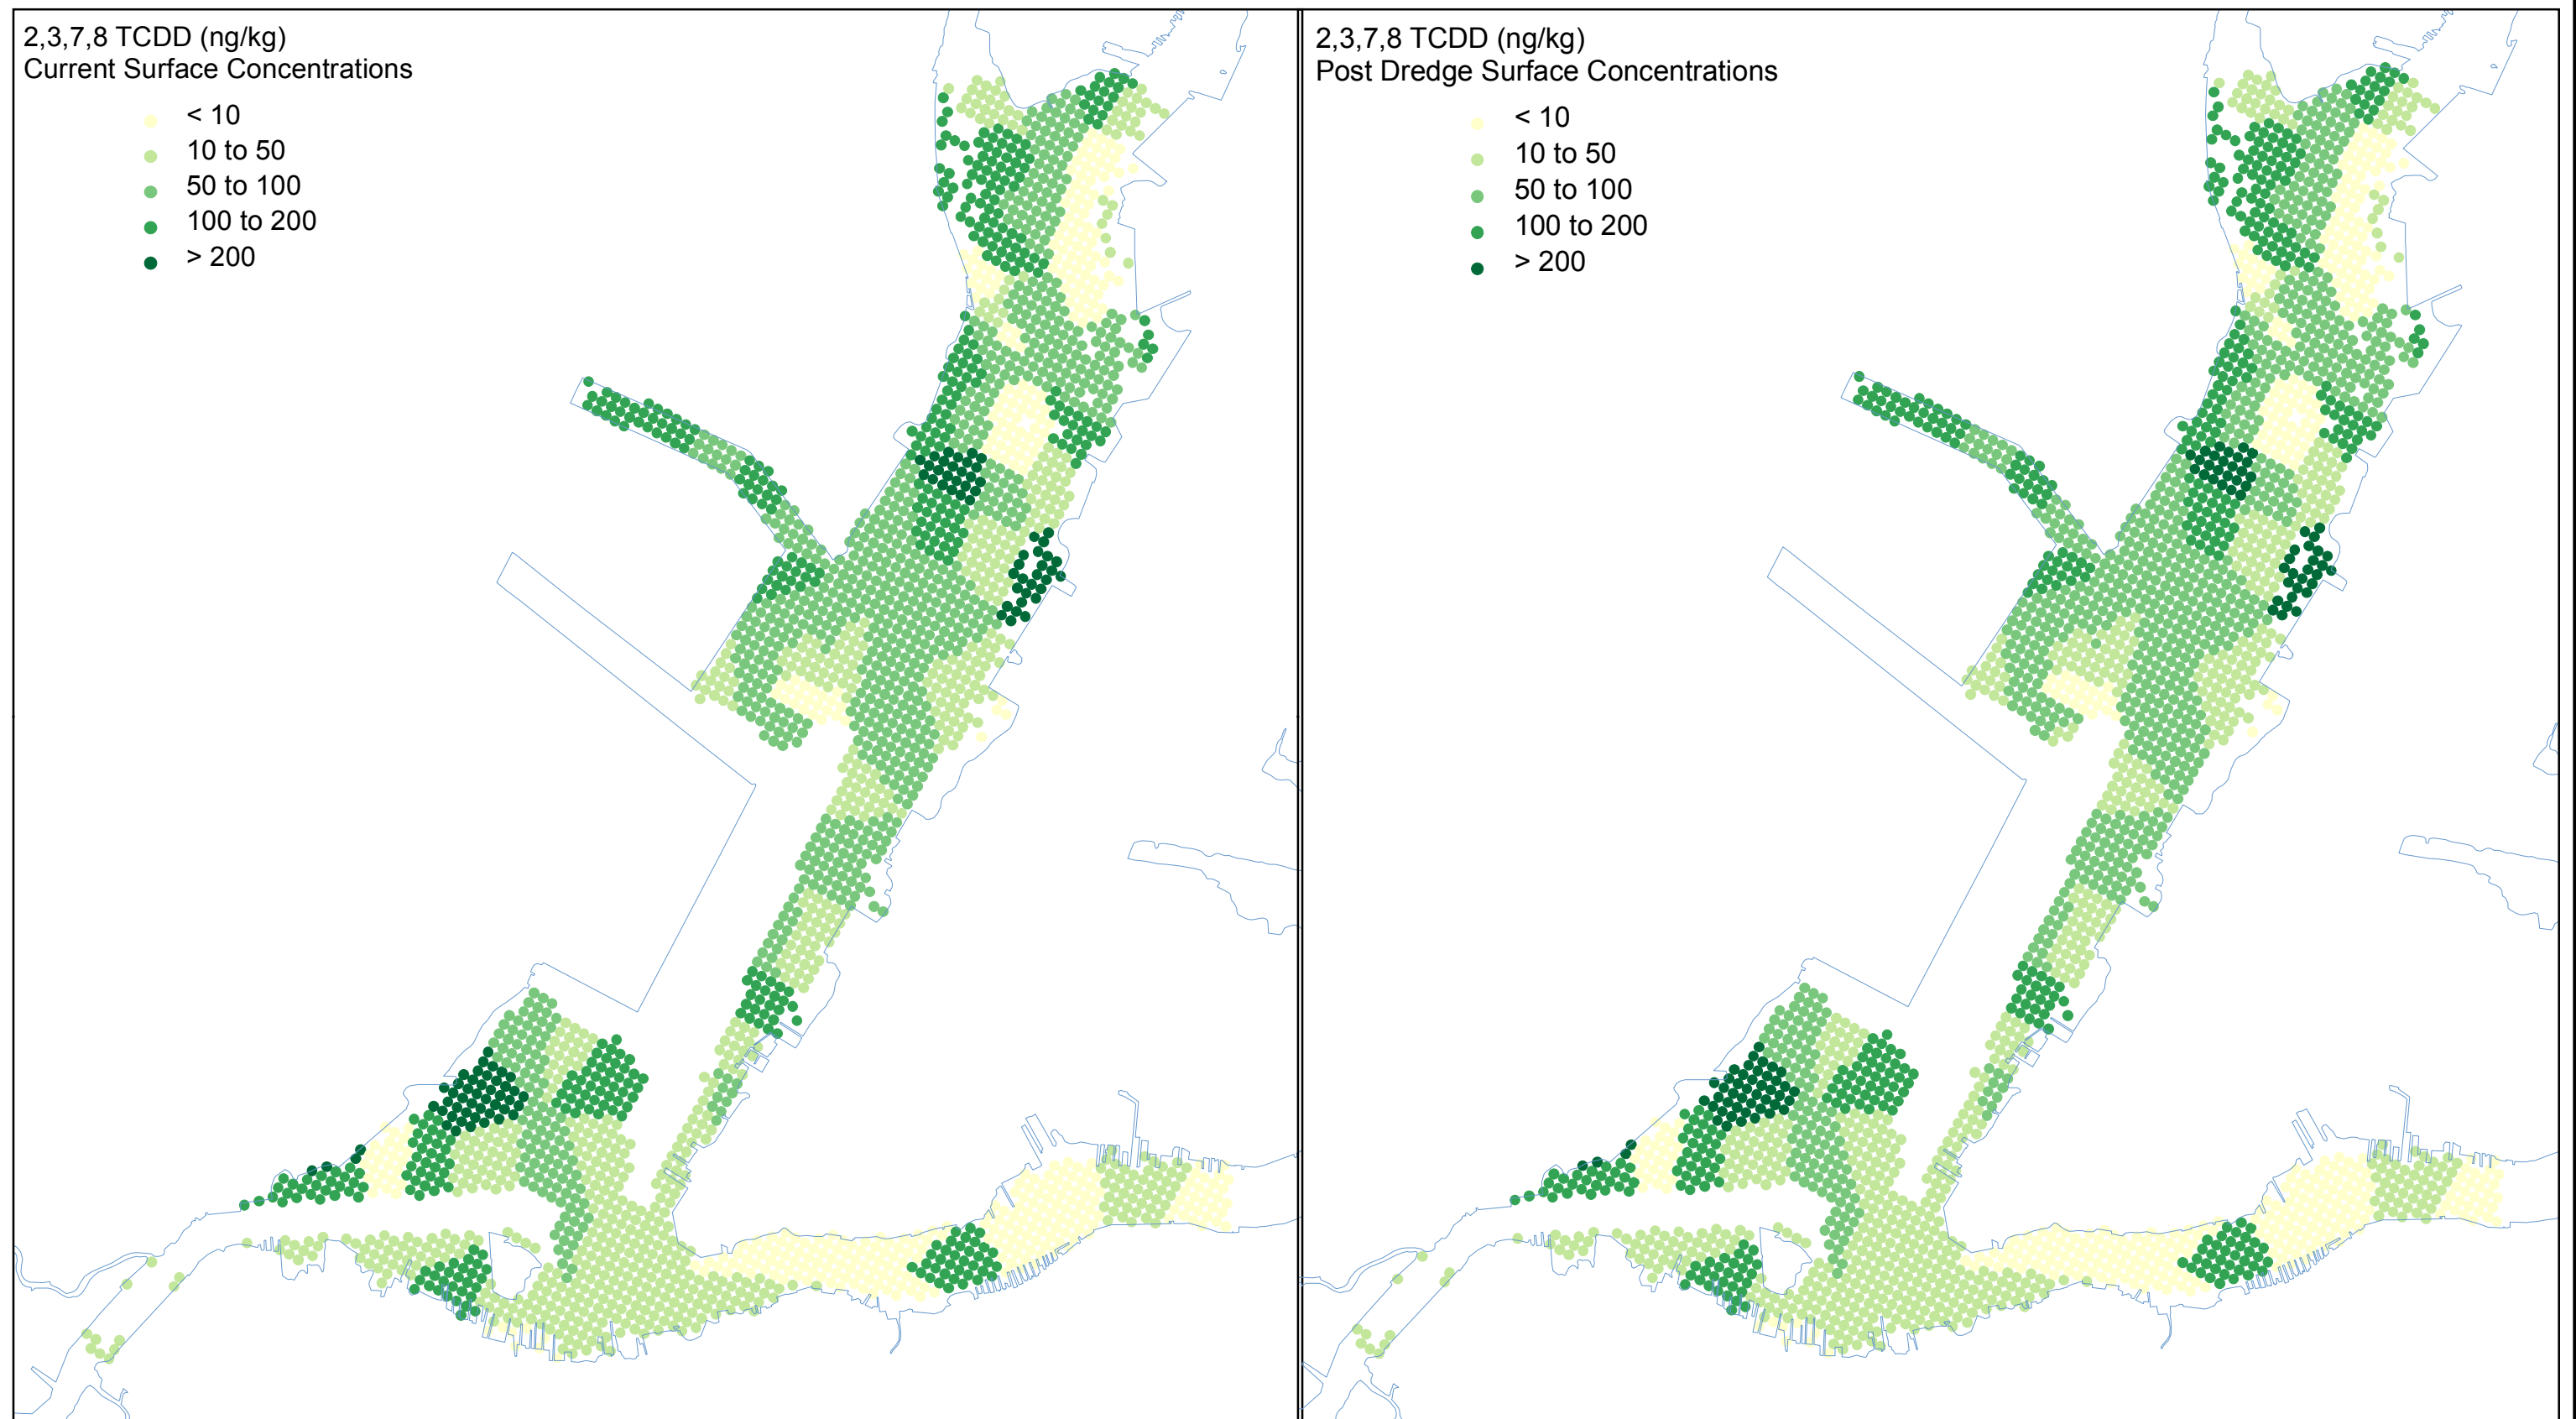 2,3,7,8 TCDD (ng/kg)
Current Surface Concentrations
< 10
10 to 50
50 to 100
100 to 200
> 200
2,3,7,8 TCDD (ng/kg)
Post Dredge Surface Concentrations
< 10
10 to 50
50 to 100
100 to 200
> 200